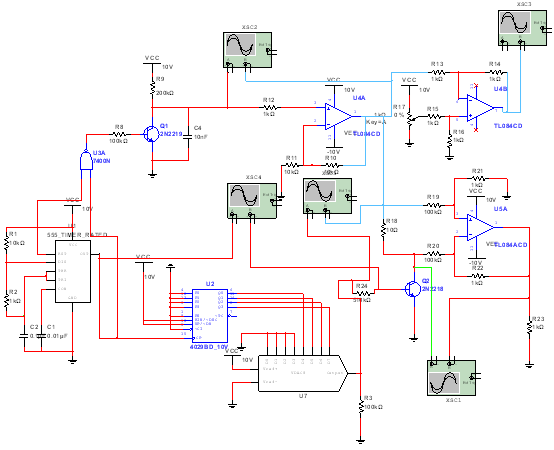 XSC3
XSC2
VCC
10V
R9
200kΩ
VCC
10V
U4A
VCC
10V
R13
1kΩ
R14
1kΩ
U4B
R12
1kΩ
R17
0 %
Key=A
R15
1kΩ
TL084CD
R16
1kΩ
Q1
2N2219
C4
10nF
R8
100kΩ
U3A
7400N
VEE
-10V
TL084CD
R11
10kΩ
R10
XSC4
R21
1kΩ
VCC
10V
555_TIMER_RATED
R1
10kΩ
R2
1kΩ
C2
C1
0.01µF
R18
10Ω
R19
100kΩ
VCC
10V
U5A
VEE
TL084ACD
-10V
R20
100kΩ
R22
1kΩ
VCC
10V
U2
4029BD_10V
R24
Q2
2N2218
R23
1kΩ
VCC
10V
U7
R3
100kΩ
XSC1